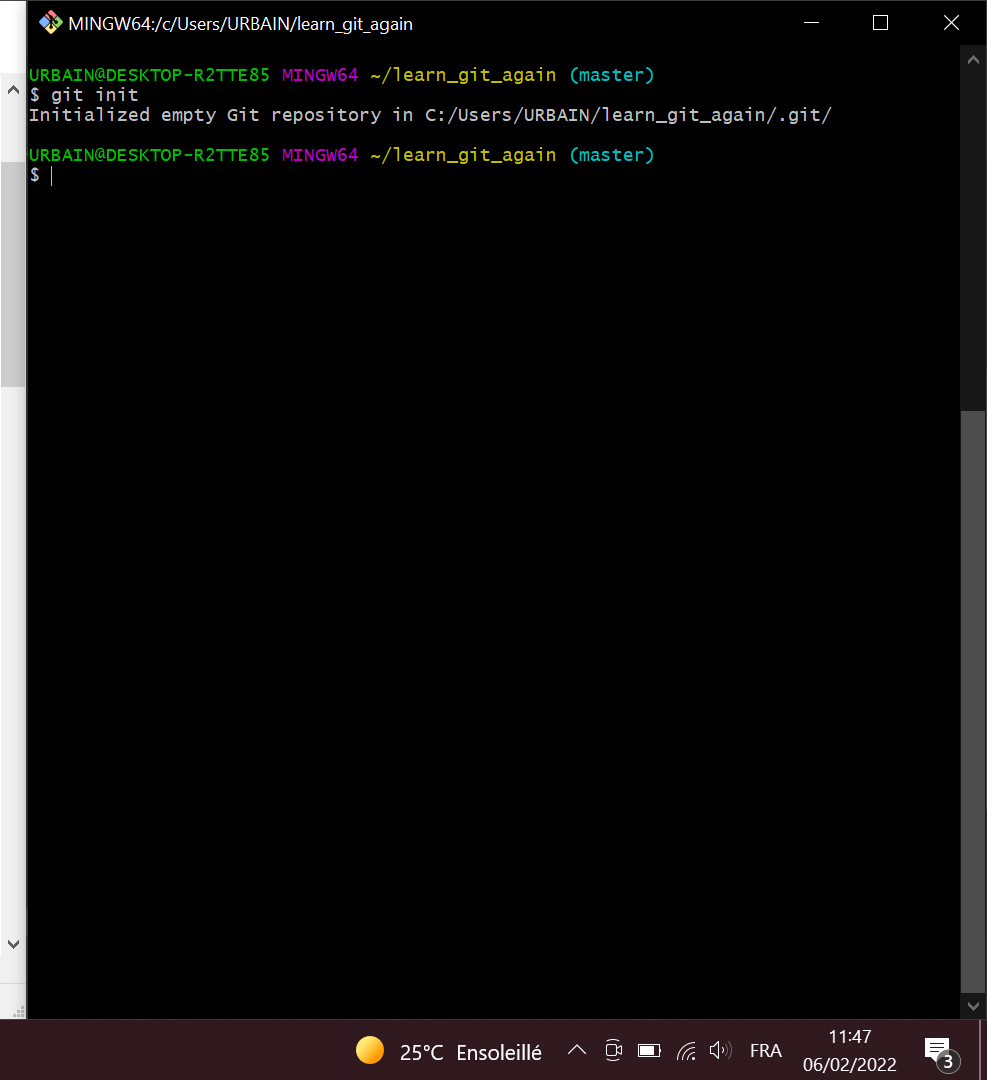 MINGW64:/c/Users/URBAIN/learn_git_again
URBAIN@DESKTOP-R2TTE85 MINGW64 ~/learn_git_again (master)
$ git init
Initialized empty Git repository in C:/Users/URBAIN/learn_git_again/.git/
URBAIN@DESKTOP-R2TTE85 MINGW64 ~/learn_git_again (master)
$
25°C Ensoleillé
FRA
11:47
06/02/2022
3